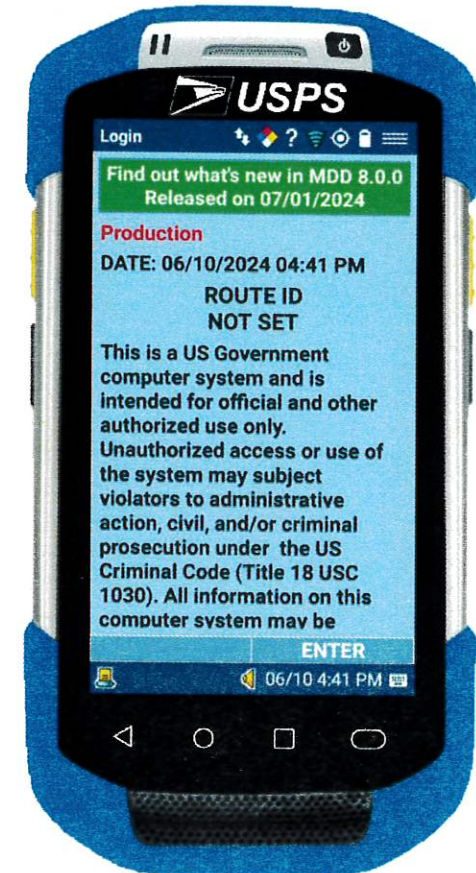 USPS
Login
?
Find out what's new in MDD 8.0.0
Released on 07/01/2024
Production
DATE: 06/10/2024 04:41 PM
ROUTE ID
NOT SET
This is a US Government
computer system and is
intended for official and other
authorized use only.
Unauthorized access or use of
the system may subject
violators to administrative
action, civil, and/or criminal
prosecution under the US
Criminal Code (Title 18 USC
1030). All information on this
computer system may be
ENTER
06/10 4:41 PM